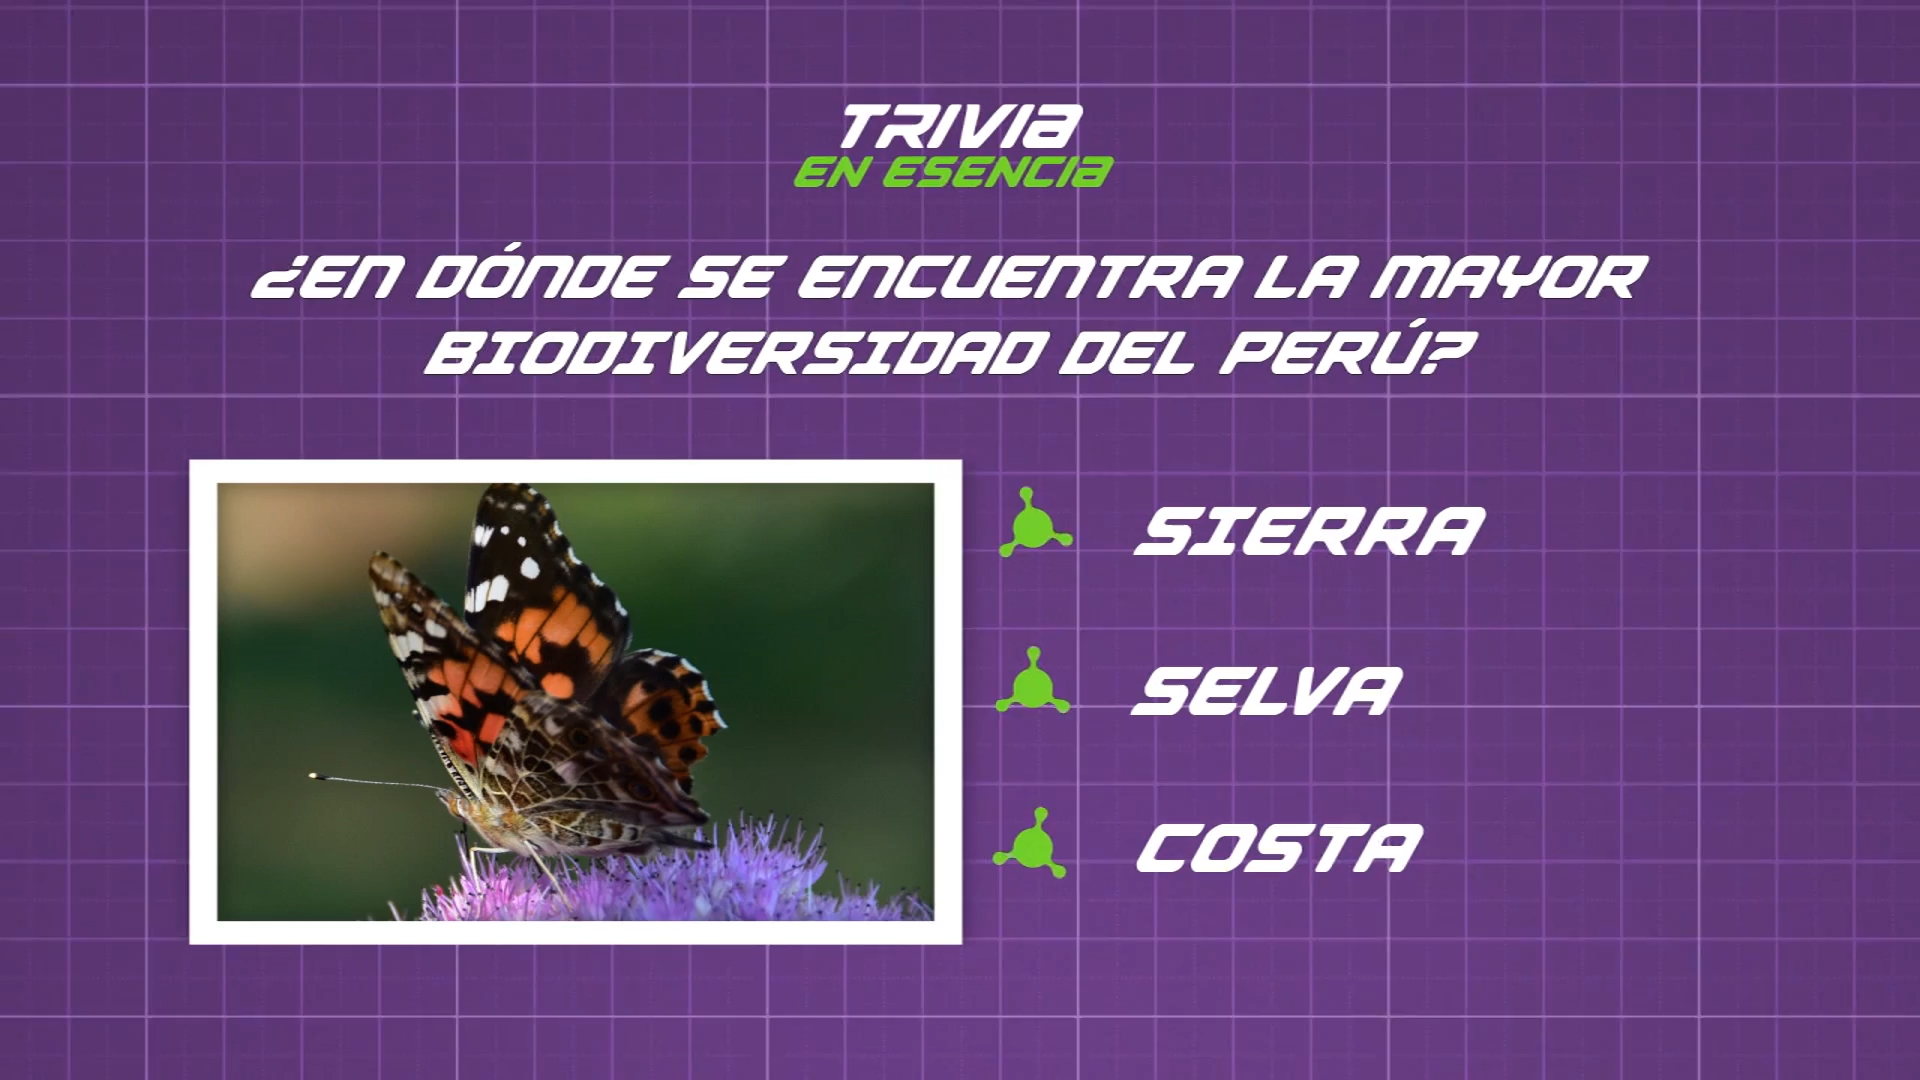 TRIVIA
EN ESENCIA
¿EN DÓNDE SE ENCUENTRA LA MAYOR
BIODIVERSIDAD DEL PERÚ?
SIERRA
SELVA
COSTA